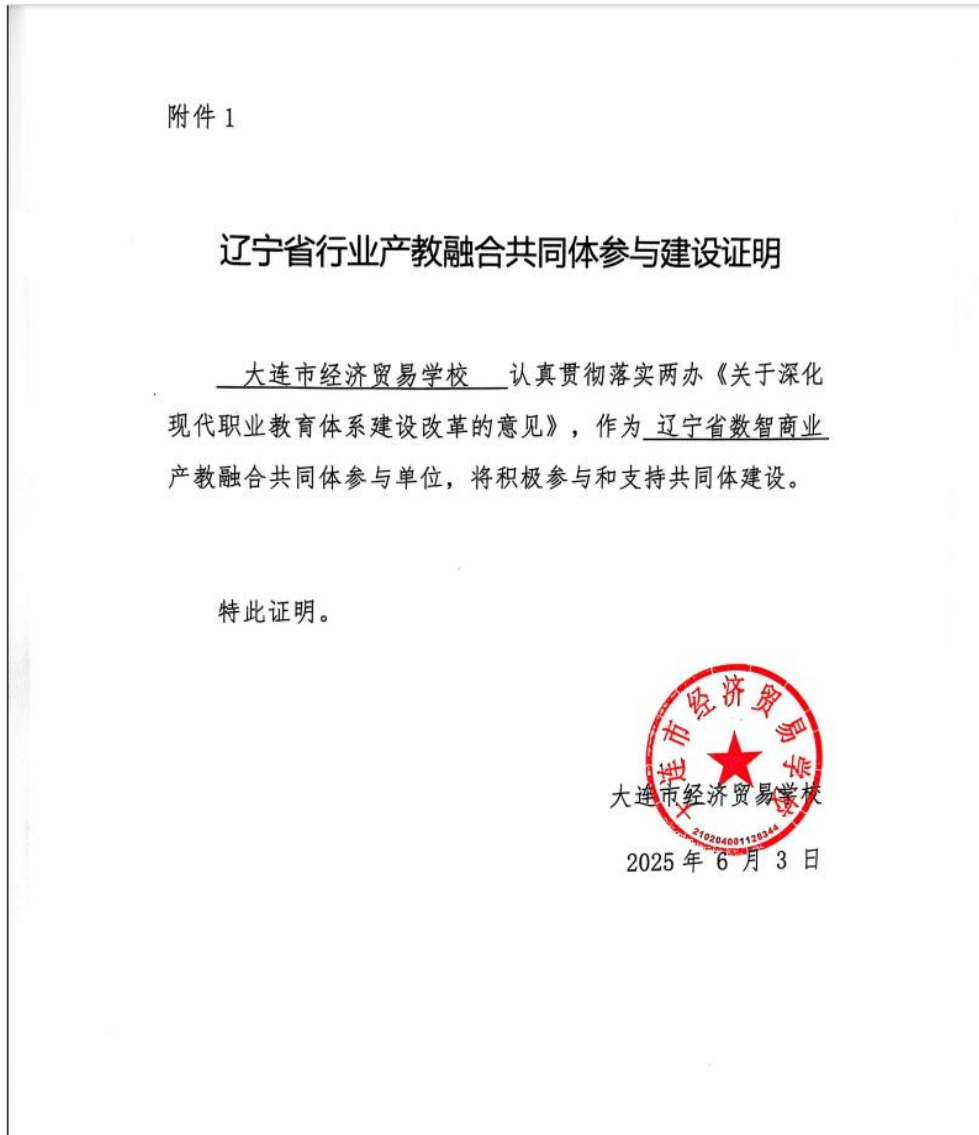 附件1
辽宁省行业产教融合共同体参与建设证明
大连市经济贸易学校 认真贯彻落实两办《关于深化
现代职业教育体系建设改革的意见》，作为 辽宁省数智商业
产教融合共同体参与单位，将积极参与和支持共同体建设。
特此证明。
大连市经济贸易学校
大连市经济贸易学校
210204001128344
2025年6月3日